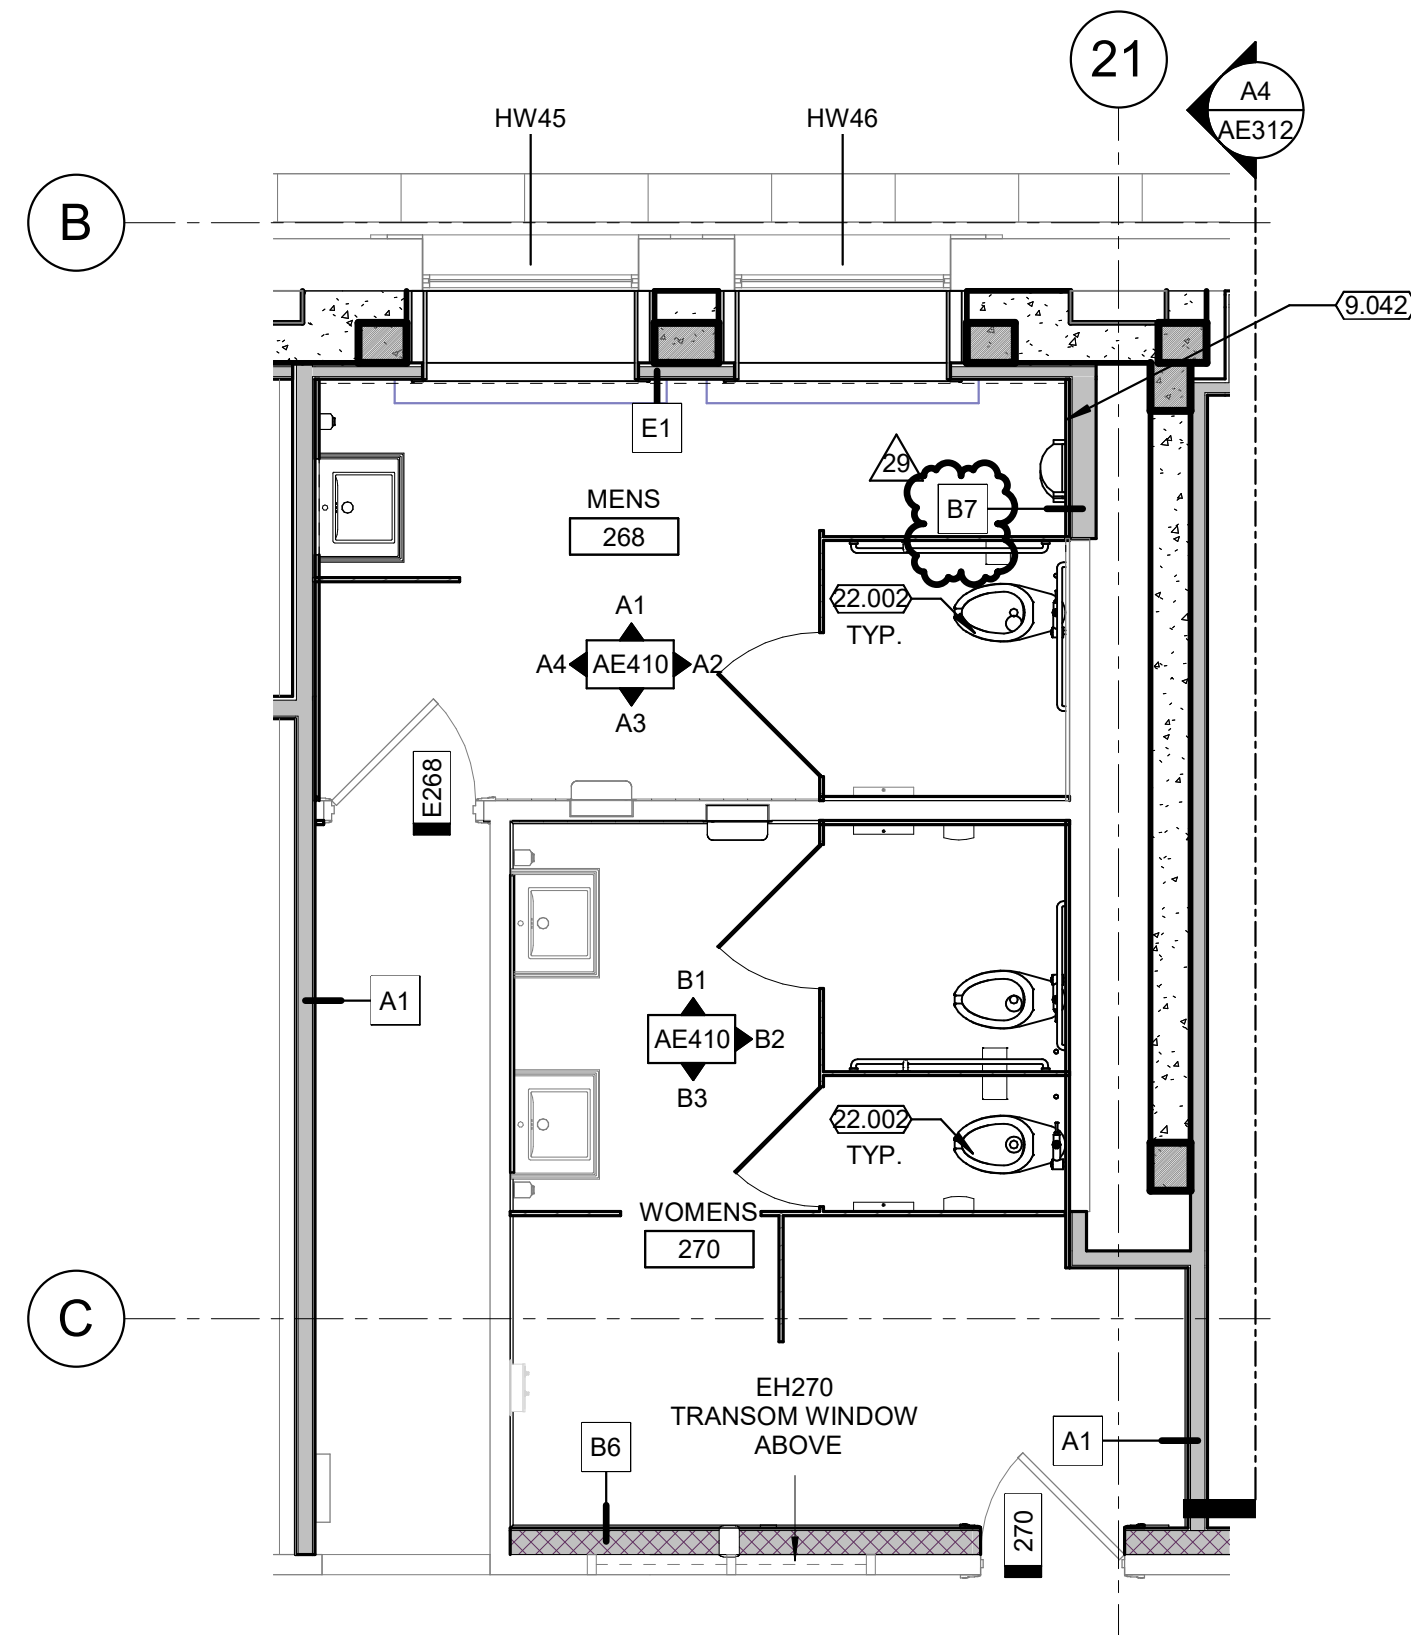 21
A4
AE312
HW45
HW46
B
9.042
E1
29
MENS
268
B7
22.002
TYP.
A1
A4
AE410
A2
A3
E268
A1
B1
AE410
B2
B3
22.002
TYP.
WOMENS
270
C
EH270
TRANSOM WINDOW
ABOVE
B6
A1
270